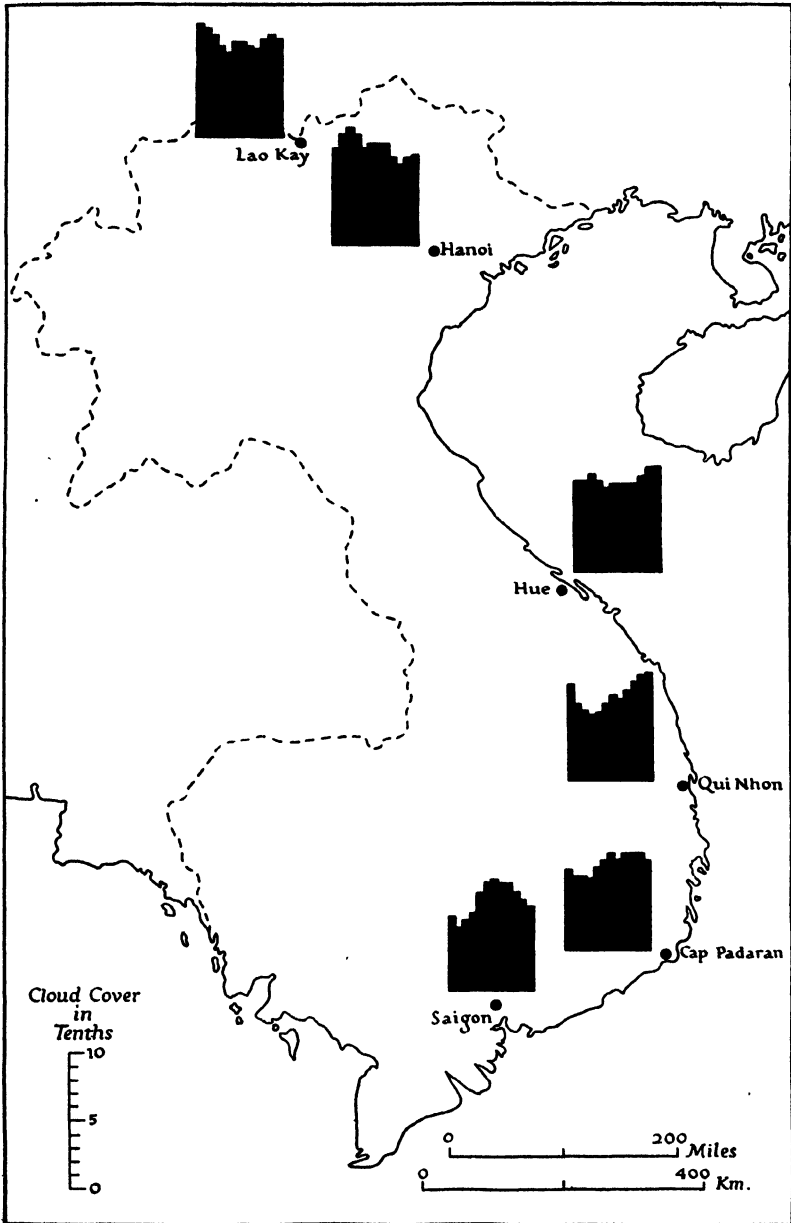 Lao Kay
Hanoi
Hue
Qui Nhon
Cap Padaran
Saigon
Cloud Cover
in
Tenths
10
5
0
0 200 Miles
0 400 Km.